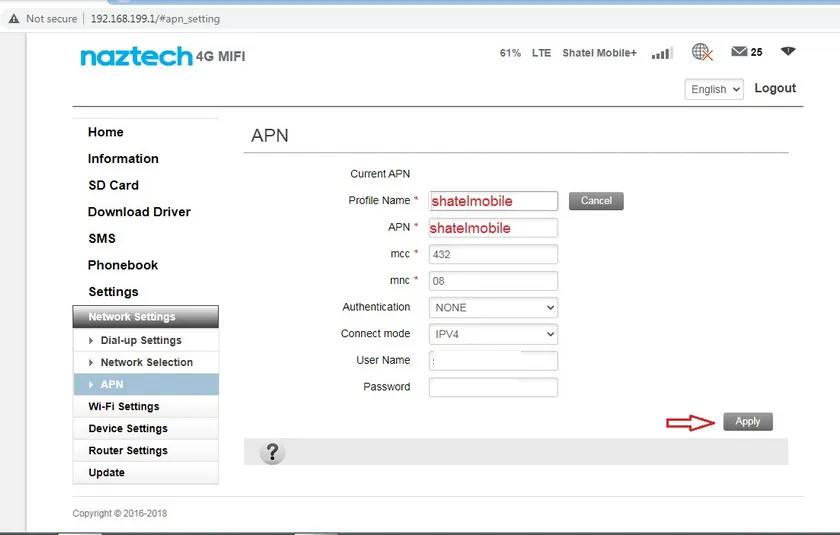 Not secure 192.168.199.1/#apn_setting
naztech 4G MIFI
61% LTE Shatel Mobile+ 25
English Logout
Home
Information
SD Card
Download Driver
SMS
Phonebook
Settings
Network Settings
Dial-up Settings
Network Selection
APN
Wi-Fi Settings
Device Settings
Router Settings
Update
APN
Current APN
Profile Name * shatelmobile Cancel
APN * shatelmobile
mcc * 432
mnc * 08
Authentication NONE
Connect mode IPV4
User Name
Password
Apply
?
Copyright © 2016-2018